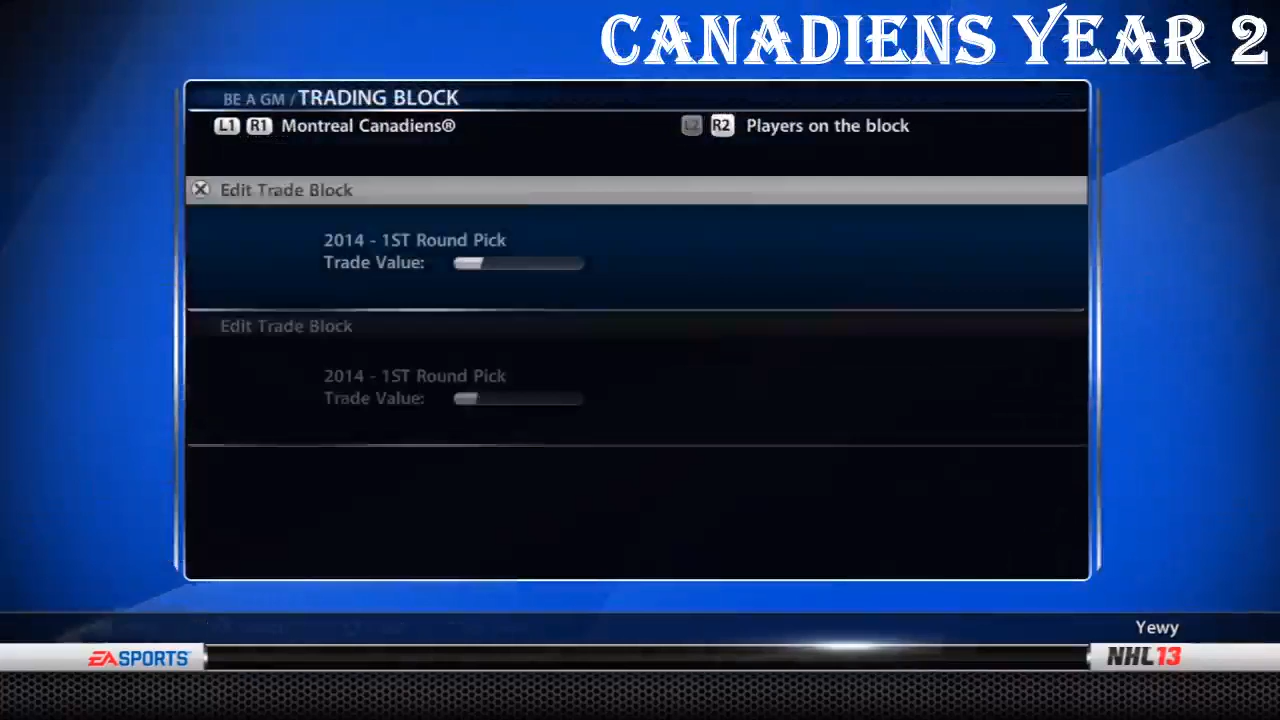 CANADIENS YEAR 2
BE A GM / TRADING BLOCK
L1 R1 Montreal Canadiens®
L2 R2 Players on the block
Edit Trade Block
2014 - 1ST Round Pick
Trade Value:
Edit Trade Block
2014 - 1ST Round Pick
Trade Value:
Yewy
EA SPORTS
NHL 13